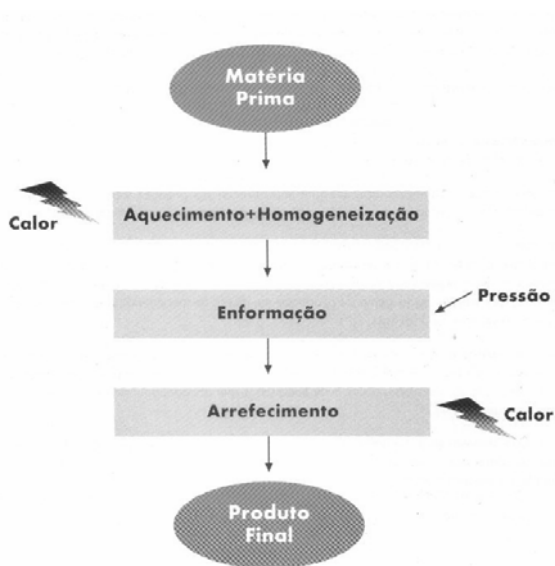 Matéria
Prima
Calor
Aquecimento+Homogeneização
Enformação
Pressão
Arrefecimento
Calor
Produto
Final